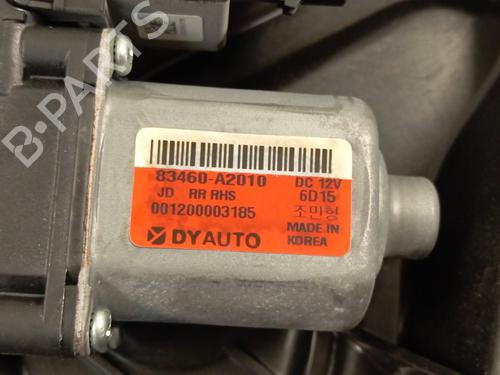 83460-A2010 DC 12V
JD RR RHS 6D15
001200003185 조민형
DYAUTO MADE IN KOREA
B-PARTS